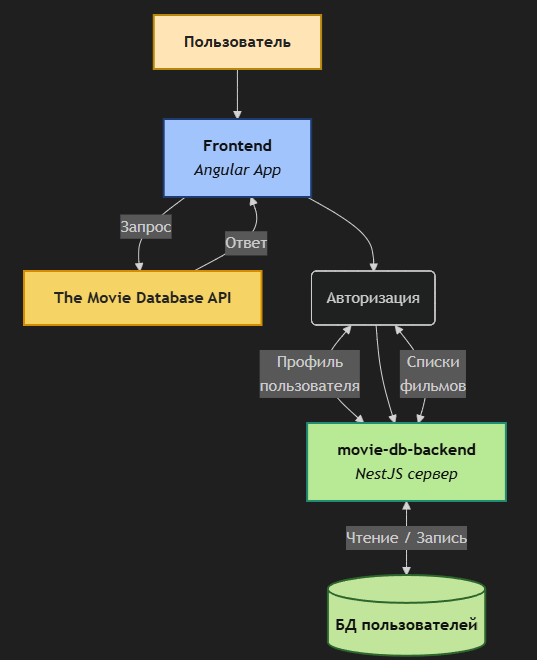 Пользователь
Frontend
Angular App
Запрос
Ответ
The Movie Database API
Авторизация
Профиль
пользователя
Списки
фильмов
movie-db-backend
NestJS сервер
Чтение / Запись
БД пользователей